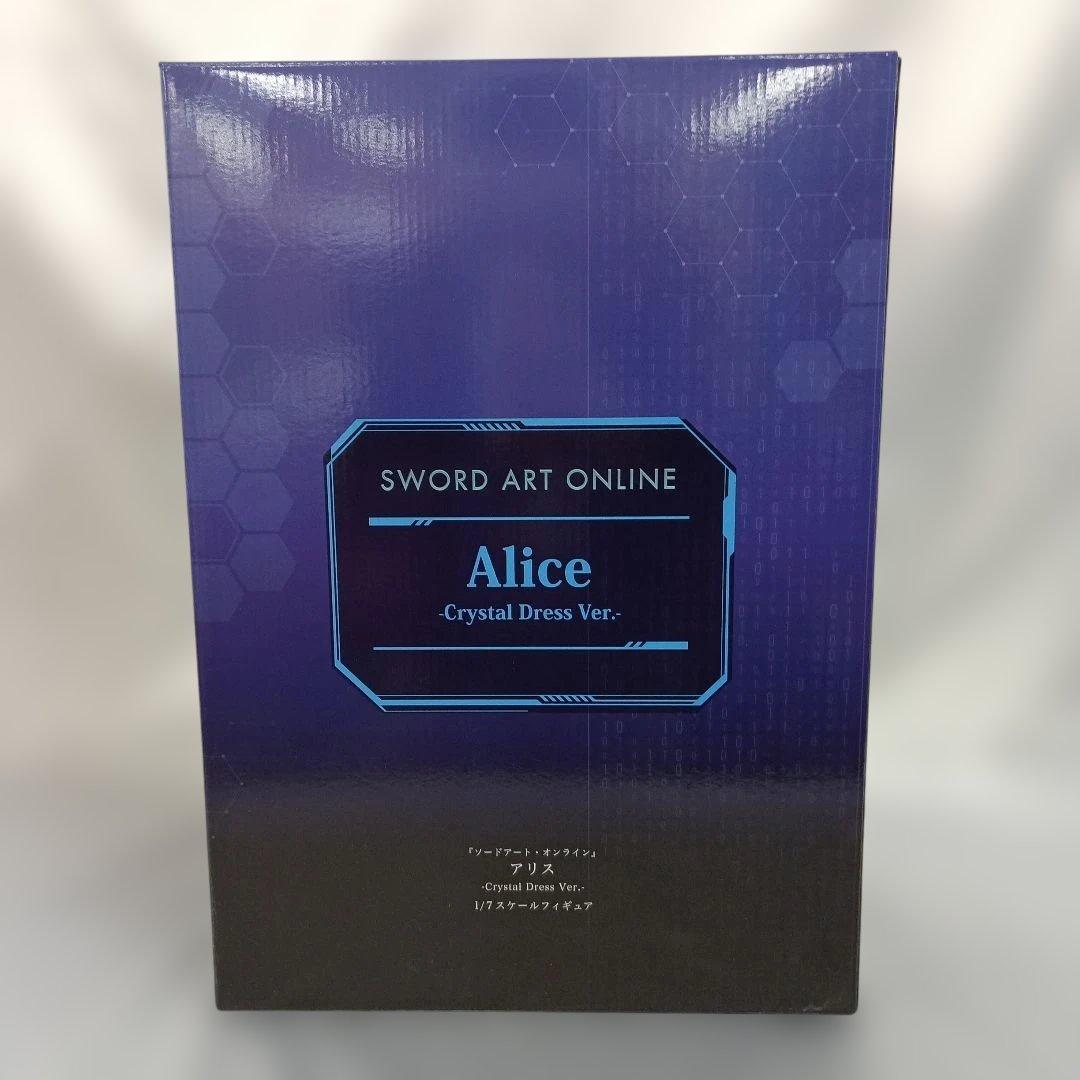 SWORD ART ONLINE
Alice
-Crystal Dress Ver.-
『ソードアート・オンライン』
アリス
-Crystal Dress Ver.-
1/7スケールフィギュア